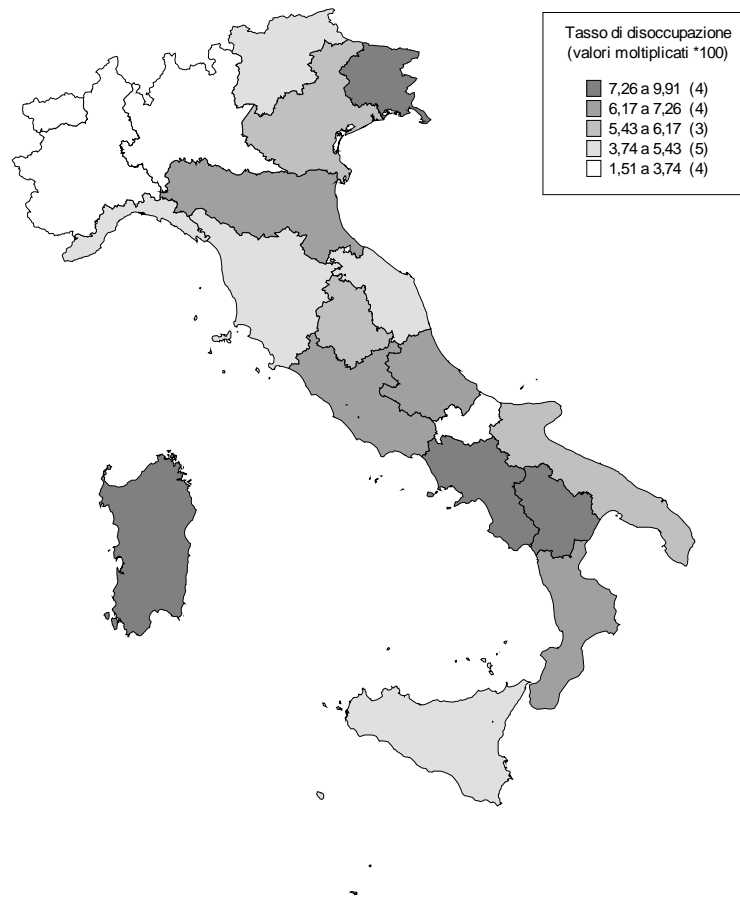 Tasso di disoccupazione
(valori moltiplicati *100)
7,26 a 9,91 (4)
6,17 a 7,26 (4)
5,43 a 6,17 (3)
3,74 a 5,43 (5)
1,51 a 3,74 (4)